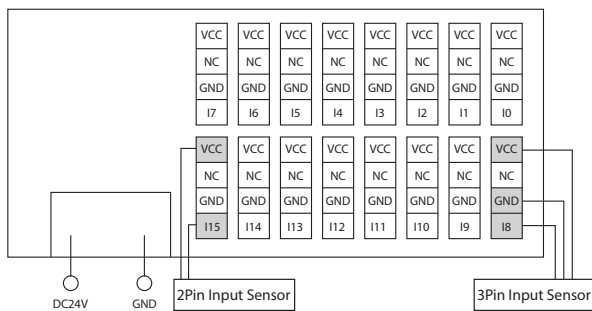 VCC VCC VCC VCC VCC VCC VCC VCC
NC NC NC NC NC NC NC NC
GND GND GND GND GND GND GND GND
I7 I6 I5 I4 I3 I2 I1 I0
VCC VCC VCC VCC VCC VCC VCC VCC
NC NC NC NC NC NC NC NC
GND GND GND GND GND GND GND GND
I15 I14 I13 I12 I11 I10 I9 I8
DC24V GND 2Pin Input Sensor 3Pin Input Sensor